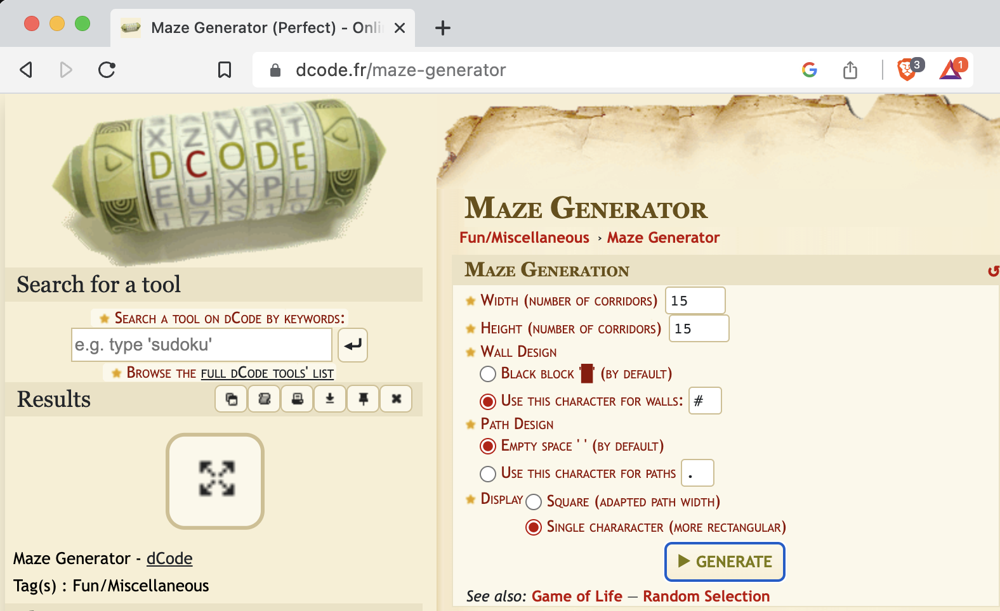 Maze Generator (Perfect) - Onli
dcode.fr/maze-generator
3
1
X Z V R T
D C O D E
E U X P L
I 7 S 1 9
Search for a tool
★ Search a tool on dCode by keywords:
e.g. type 'sudoku'
★ Browse the full dCode tools' list
Results
Maze Generator - dCode
Tag(s) : Fun/Miscellaneous
Maze Generator
Fun/Miscellaneous › Maze Generator
Maze Generation
★ Width (number of corridors) 15
★ Height (number of corridors) 15
★ Wall Design
Black block '█' (by default)
Use this character for walls: #
★ Path Design
Empty space ' ' (by default)
Use this character for paths .
★ Display Square (adapted path width)
Single chararacter (more rectangular)
▶ GENERATE
See also: Game of Life — Random Selection